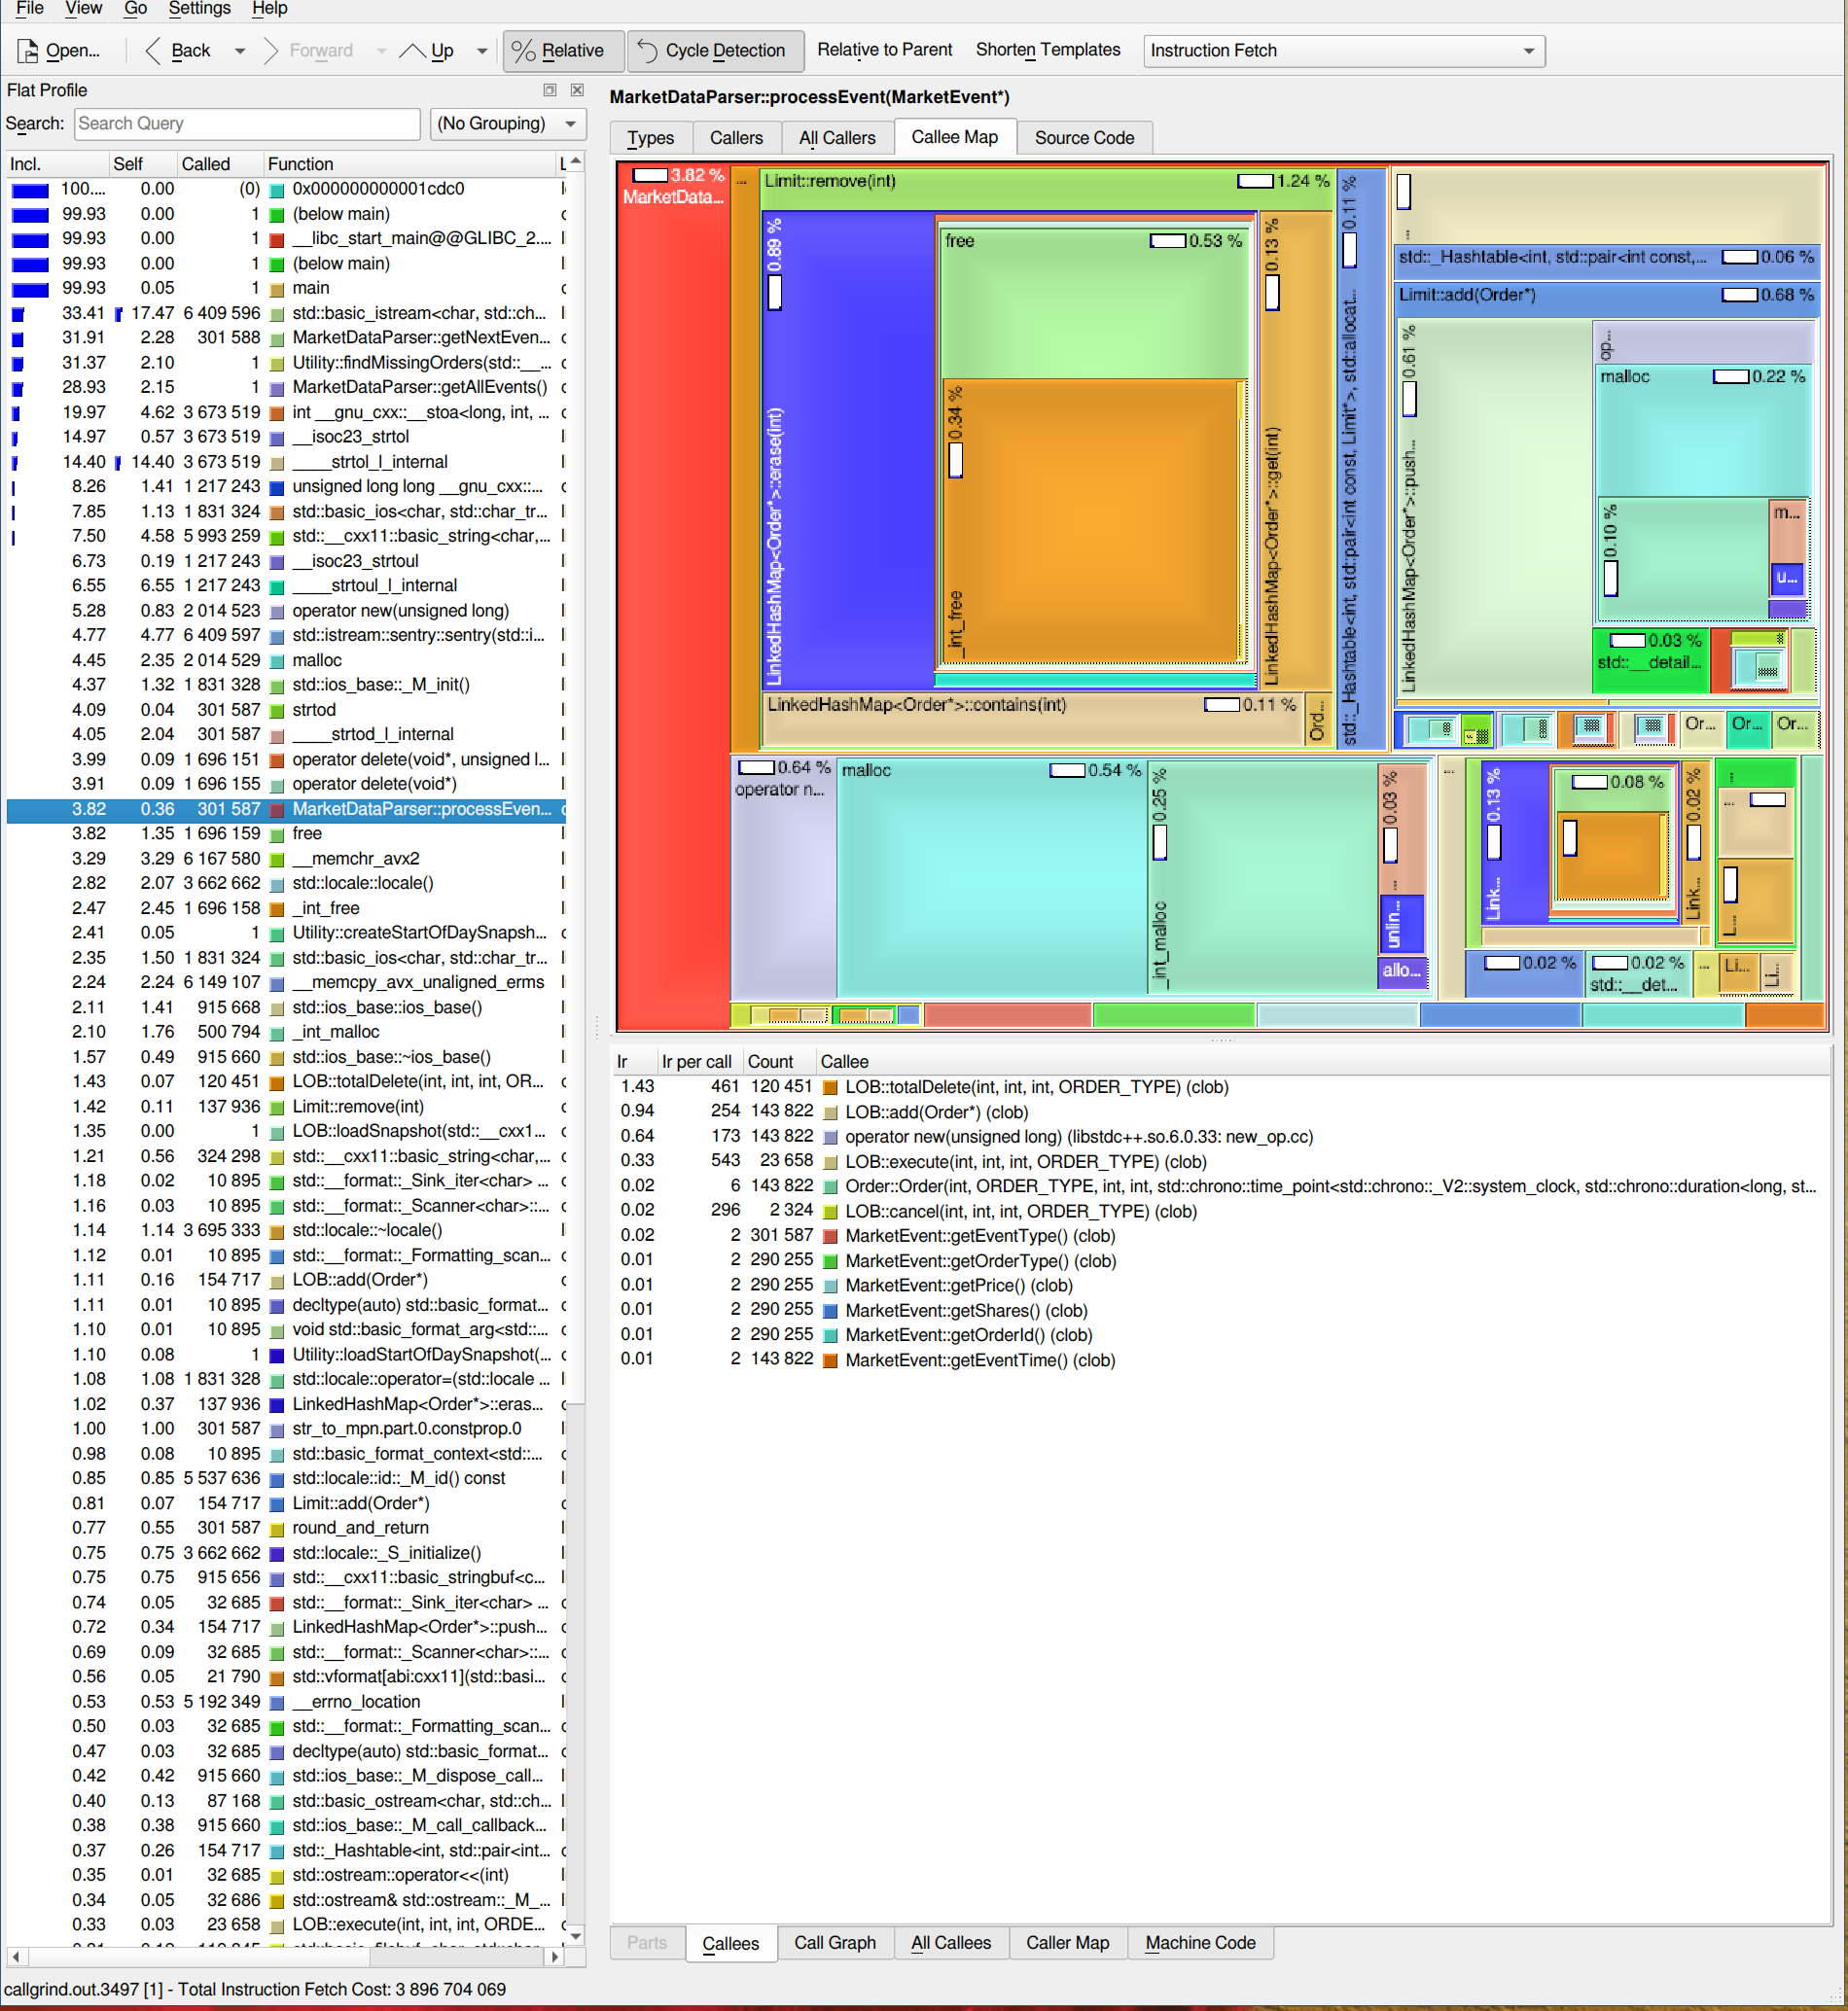 File View Go Settings Help
Open... Back Forward Up Relative Cycle Detection Relative to Parent Shorten Templates Instruction Fetch
Flat Profile
Search: Search Query (No Grouping)
Incl. Self Called Function L
100.... 0.00 (0) 0x000000000001cdc0
99.93 0.00 1 (below main)
99.93 0.00 1 __libc_start_main@@GLIBC_2....
99.93 0.00 1 (below main)
99.93 0.05 1 main
33.41 17.47 6 409 596 std::basic_istream<char, std::ch...
31.91 2.28 301 588 MarketDataParser::getNextEven...
31.37 2.10 1 Utility::findMissingOrders(std::__...
28.93 2.15 1 MarketDataParser::getAllEvents()
19.97 4.62 3 673 519 int __gnu_cxx::__stoa<long, int, ...
14.97 0.57 3 673 519 __isoc23_strtol
14.40 14.40 3 673 519 ____strtol_l_internal
8.26 1.41 1 217 243 unsigned long long __gnu_cxx::...
7.85 1.13 1 831 324 std::basic_ios<char, std::char_tr...
7.50 4.58 5 993 259 std::__cxx11::basic_string<char,...
6.73 0.19 1 217 243 __isoc23_strtoul
6.55 6.55 1 217 243 ____strtoul_l_internal
5.28 0.83 2 014 523 operator new(unsigned long)
4.77 4.77 6 409 597 std::istream::sentry::sentry(std::i...
4.45 2.35 2 014 529 malloc
4.37 1.32 1 831 328 std::ios_base::_M_init()
4.09 0.04 301 587 strtod
4.05 2.04 301 587 ____strtod_l_internal
3.99 0.09 1 696 151 operator delete(void*, unsigned l...
3.91 0.09 1 696 155 operator delete(void*)
3.82 0.36 301 587 MarketDataParser::processEven...
3.82 1.35 1 696 159 free
3.29 3.29 6 167 580 __memchr_avx2
2.82 2.07 3 662 662 std::locale::locale()
2.47 2.45 1 696 158 _int_free
2.41 0.05 1 Utility::createStartOfDaySnapsh...
2.35 1.50 1 831 324 std::basic_ios<char, std::char_tr...
2.24 2.24 6 149 107 __memcpy_avx_unaligned_erms
2.11 1.41 915 668 std::ios_base::ios_base()
2.10 1.76 500 794 _int_malloc
1.57 0.49 915 660 std::ios_base::~ios_base()
1.43 0.07 120 451 LOB::totalDelete(int, int, int, OR...
1.42 0.11 137 936 Limit::remove(int)
1.35 0.00 1 LOB::loadSnapshot(std::__cxx1...
1.21 0.56 324 298 std::__cxx11::basic_string<char,...
1.18 0.02 10 895 std::__format::_Sink_iter<char> ...
1.16 0.03 10 895 std::__format::_Scanner<char>::...
1.14 1.14 3 695 333 std::locale::~locale()
1.12 0.01 10 895 std::__format::_Formatting_scan...
1.11 0.16 154 717 LOB::add(Order*)
1.11 0.01 10 895 decltype(auto) std::basic_format...
1.10 0.01 10 895 void std::basic_format_arg<std::...
1.10 0.08 1 Utility::loadStartOfDaySnapshot(...
1.08 1.08 1 831 328 std::locale::operator=(std::locale ...
1.02 0.37 137 936 LinkedHashMap<Order*>::eras...
1.00 1.00 301 587 str_to_mpn.part.0.constprop.0
0.98 0.08 10 895 std::basic_format_context<std::...
0.85 0.85 5 537 636 std::locale::id::_M_id() const
0.81 0.07 154 717 Limit::add(Order*)
0.77 0.55 301 587 round_and_return
0.75 0.75 3 662 662 std::locale::_S_initialize()
0.75 0.75 915 656 std::__cxx11::basic_stringbuf<c...
0.74 0.05 32 685 std::__format::_Sink_iter<char> ...
0.72 0.34 154 717 LinkedHashMap<Order*>::push...
0.69 0.09 32 685 std::__format::_Scanner<char>::...
0.56 0.05 21 790 std::vformat[abi:cxx11](std::basi...
0.53 0.53 5 192 349 __errno_location
0.50 0.03 32 685 std::__format::_Formatting_scan...
0.47 0.03 32 685 decltype(auto) std::basic_format...
0.42 0.42 915 660 std::ios_base::_M_dispose_call...
0.40 0.13 87 168 std::basic_ostream<char, std::ch...
0.38 0.38 915 660 std::ios_base::_M_call_callback...
0.37 0.26 154 717 std::_Hashtable<int, std::pair<int...
0.35 0.01 32 685 std::ostream::operator<<(int)
0.34 0.05 32 686 std::ostream& std::ostream::_M_...
0.33 0.03 23 658 LOB::execute(int, int, int, ORDE...
MarketDataParser::processEvent(MarketEvent*)
Types Callers All Callers Callee Map Source Code
3.82 %
MarketData...
...
Limit::remove(int) 1.24 %
LinkedHashMap<Order*>::erase(int) 0.89 %
free 0.53 %
_int_free 0.34 %
LinkedHashMap<Order*>::get(int) 0.13 %
LinkedHashMap<Order*>::contains(int) 0.11 %
Ord...
std::_Hashtable<int, std::pair<int const, Limit*>, std::allocat... 0.11 %
...
std::_Hashtable<int, std::pair<int const,... 0.06 %
Limit::add(Order*) 0.68 %
LinkedHashMap<Order*>::push... 0.61 %
op...
malloc 0.22 %
0.10 %
m...
u...
0.03 %
std::__detail...
Or... Or... Or...
0.64 %
operator n...
malloc 0.54 %
_int_malloc 0.25 %
... 0.03 %
unlin...
allo...
...
Link... 0.13 %
0.08 %
Link... 0.02 %
...
...
L...
0.02 %
0.02 %
std::__det...
...
Li... Li...
Ir Ir per call Count Callee
1.43 461 120 451 LOB::totalDelete(int, int, int, ORDER_TYPE) (clob)
0.94 254 143 822 LOB::add(Order*) (clob)
0.64 173 143 822 operator new(unsigned long) (libstdc++.so.6.0.33: new_op.cc)
0.33 543 23 658 LOB::execute(int, int, int, ORDER_TYPE) (clob)
0.02 6 143 822 Order::Order(int, ORDER_TYPE, int, int, std::chrono::time_point<std::chrono::_V2::system_clock, std::chrono::duration<long, st...
0.02 296 2 324 LOB::cancel(int, int, int, ORDER_TYPE) (clob)
0.02 2 301 587 MarketEvent::getEventType() (clob)
0.01 2 290 255 MarketEvent::getOrderType() (clob)
0.01 2 290 255 MarketEvent::getPrice() (clob)
0.01 2 290 255 MarketEvent::getShares() (clob)
0.01 2 290 255 MarketEvent::getOrderId() (clob)
0.01 2 143 822 MarketEvent::getEventTime() (clob)
Parts Callees Call Graph All Callees Caller Map Machine Code
callgrind.out.3497 [1] - Total Instruction Fetch Cost: 3 896 704 069